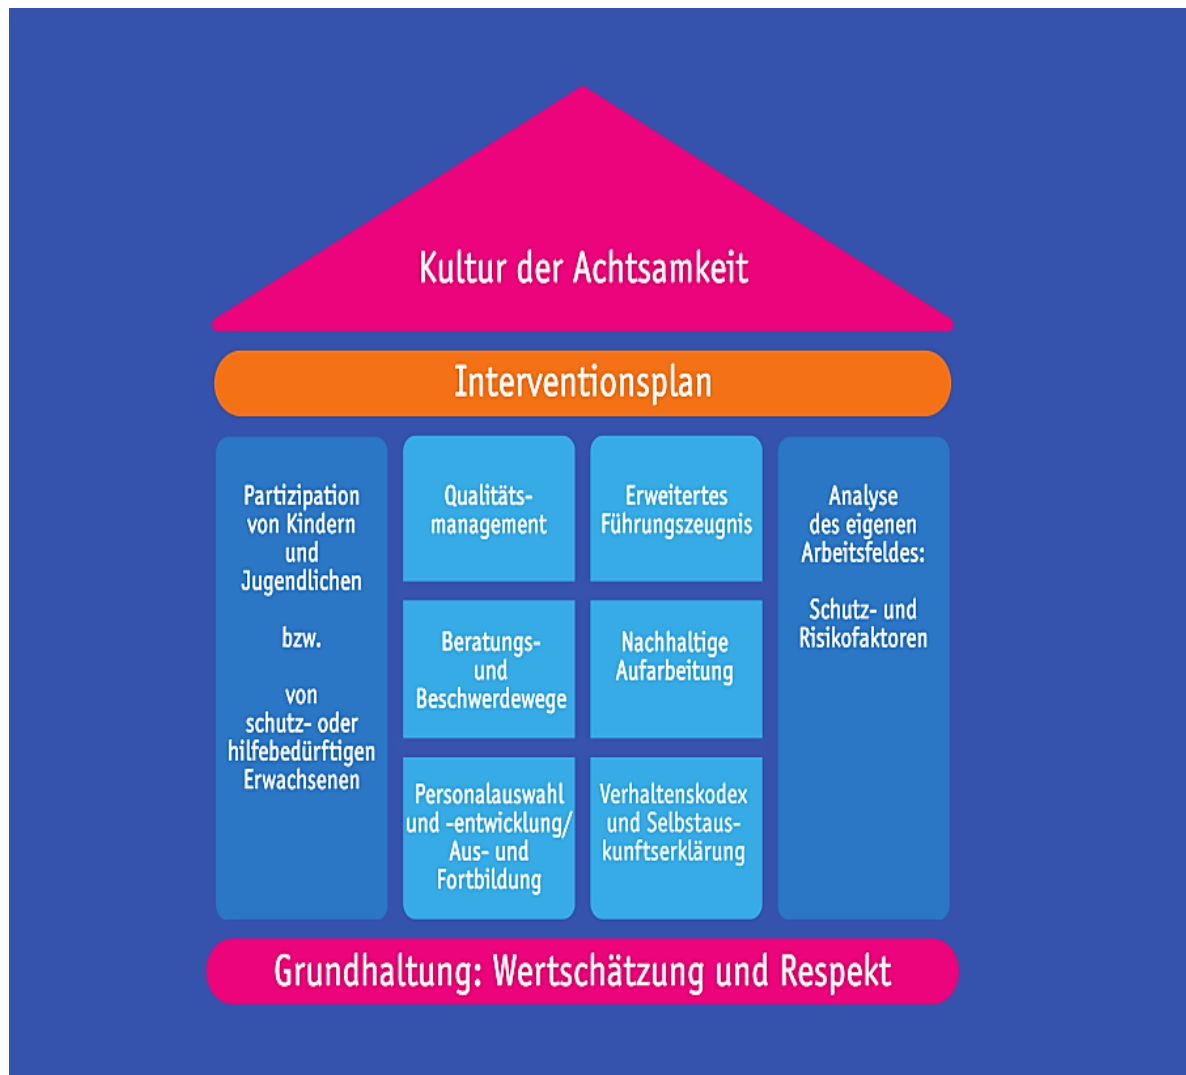 Kultur der Achtsamkeit
Interventionsplan
Partizipation
von Kindern
und
Jugendlichen
bzw.
von
schutz- oder
hilfebedürftigen
Erwachsenen
Qualitäts-
management
Erweitertes
Führungszeugnis
Analyse
des eigenen
Arbeitsfeldes:
Schutz- und
Risikofaktoren
Beratungs-
und
Beschwerdewege
Nachhaltige
Aufarbeitung
Personalauswahl
und -entwicklung/
Aus- und
Fortbildung
Verhaltenskodex
und Selbstaus-
kunftserklärung
Grundhaltung: Wertschätzung und Respekt